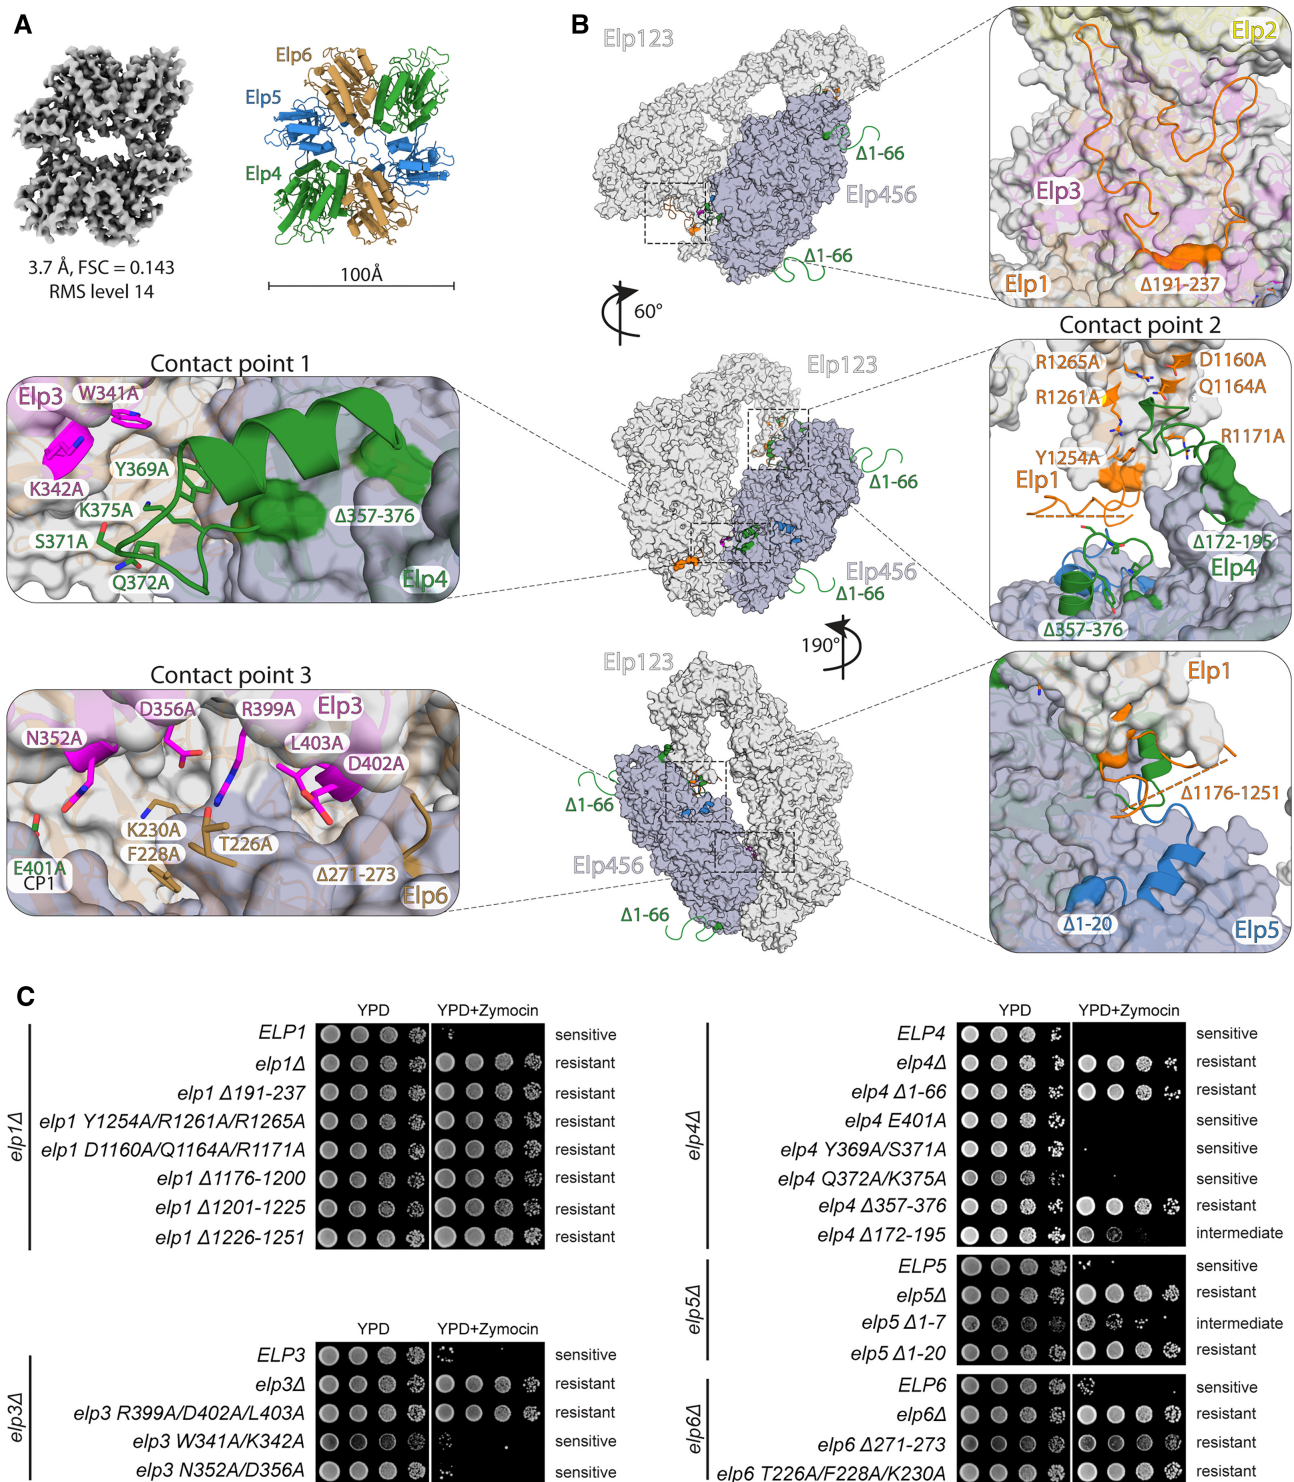 A
Elp6
Elp5
Elp4
3.7 Å, FSC = 0.143
RMS level 14
100Å
B
Elp123
Δ1-66
Elp456
Δ1-66
60°
Elp2
Elp3
Elp1
Δ191-237
Contact point 1
Elp3
W341A
K342A
Y369A
K375A
S371A
Q372A
Δ357-376
Elp4
Elp123
Δ1-66
Elp456
Δ1-66
190°
Contact point 2
R1265A
D1160A
R1261A
Q1164A
R1171A
Y1254A
Elp1
Δ172-195
Elp4
Δ357-376
Contact point 3
D356A
R399A
Elp3
N352A
L403A
D402A
K230A
F228A
T226A
E401A
CP1
Δ271-273
Elp6
Elp123
Δ1-66
Elp456
Δ1-66
Elp1
Δ1176-1251
Δ1-20
Elp5
C
YPD YPD+Zymocin
elp1Δ
ELP1 sensitive
elp1Δ resistant
elp1 Δ191-237 resistant
elp1 Y1254A/R1261A/R1265A resistant
elp1 D1160A/Q1164A/R1171A resistant
elp1 Δ1176-1200 resistant
elp1 Δ1201-1225 resistant
elp1 Δ1226-1251 resistant
YPD YPD+Zymocin
elp3Δ
ELP3 sensitive
elp3Δ resistant
elp3 R399A/D402A/L403A resistant
elp3 W341A/K342A sensitive
elp3 N352A/D356A sensitive
YPD YPD+Zymocin
elp4Δ
ELP4 sensitive
elp4Δ resistant
elp4 Δ1-66 resistant
elp4 E401A sensitive
elp4 Y369A/S371A sensitive
elp4 Q372A/K375A sensitive
elp4 Δ357-376 resistant
elp4 Δ172-195 intermediate
elp5Δ
ELP5 sensitive
elp5Δ resistant
elp5 Δ1-7 intermediate
elp5 Δ1-20 resistant
elp6Δ
ELP6 sensitive
elp6Δ resistant
elp6 Δ271-273 resistant
elp6 T226A/F228A/K230A resistant